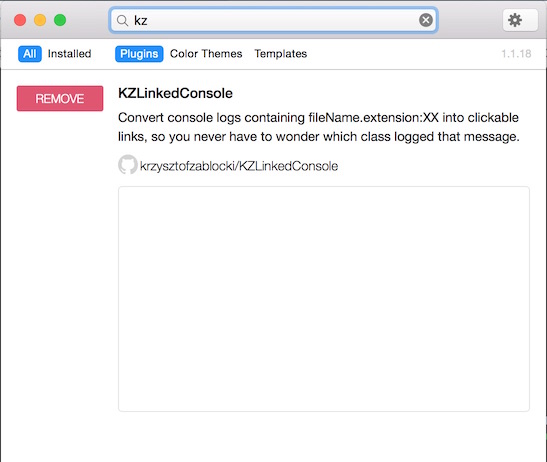 kz
All Installed Plugins Color Themes Templates 1.1.18
REMOVE
KZLinkedConsole
Convert console logs containing fileName.extension:XX into clickable
links, so you never have to wonder which class logged that message.
krzysztofzablocki/KZLinkedConsole